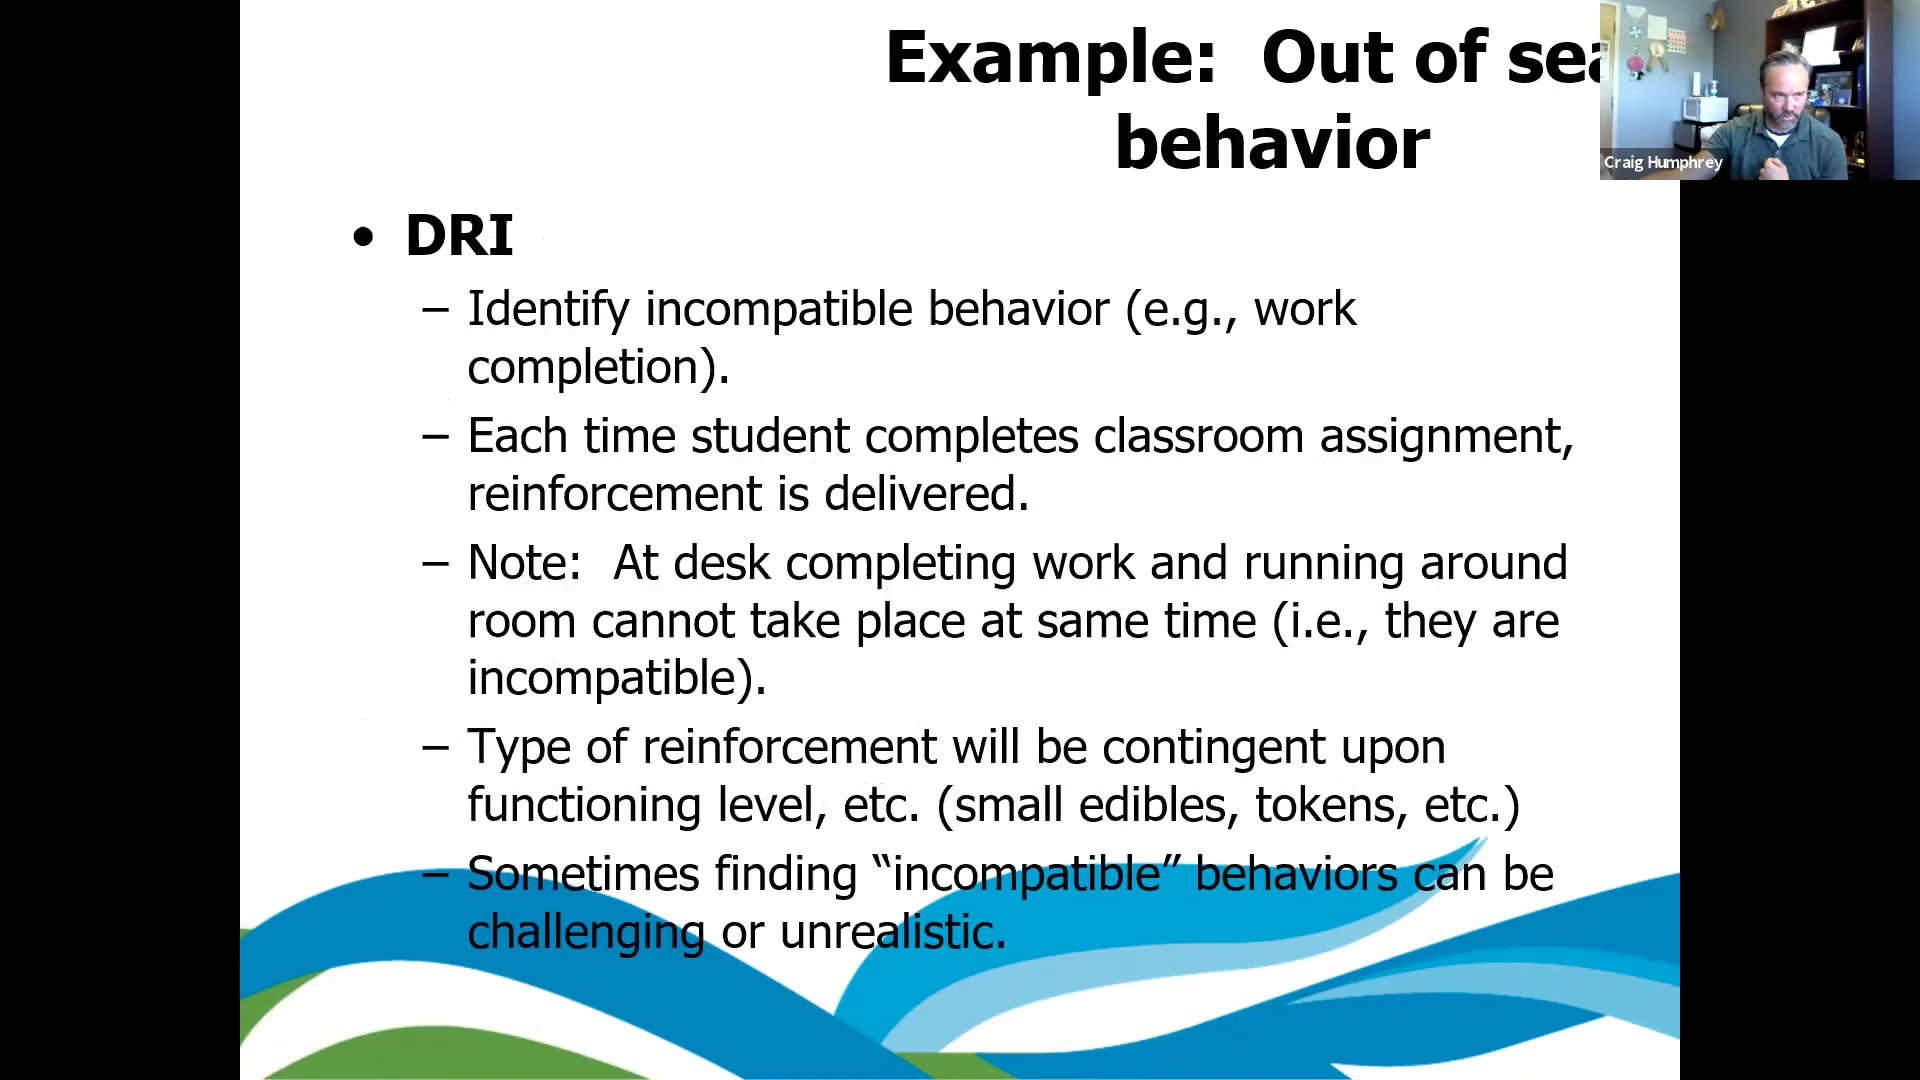 Example:  Out of
behavior
Craig Humphrey
• DRI
– Identify incompatible behavior (e.g., work
completion).
– Each time student completes classroom assignment,
reinforcement is delivered.
– Note:  At desk completing work and running around
room cannot take place at same time (i.e., they are
incompatible).
– Type of reinforcement will be contingent upon
functioning level, etc. (small edibles, tokens, etc.)
– Sometimes finding “incompatible” behaviors can be
challenging or unrealistic.